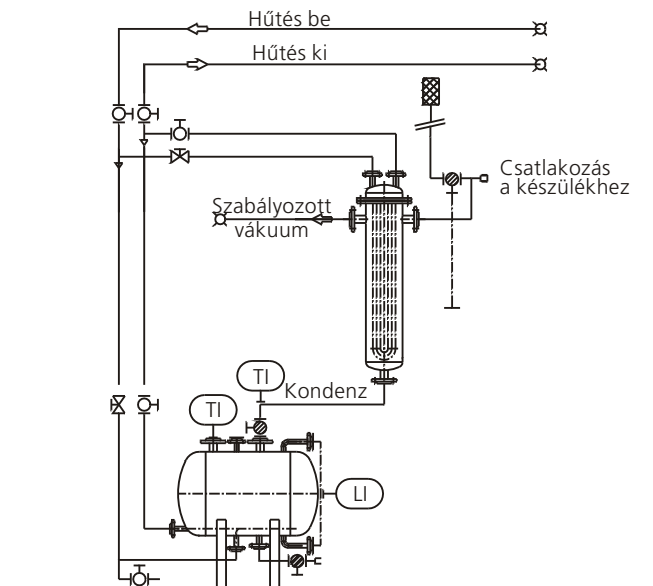 Hűtés be
Hűtés ki
Csatlakozás
a készülékhez
Szabályozott
vákuum
TI
Kondenz
TI
LI